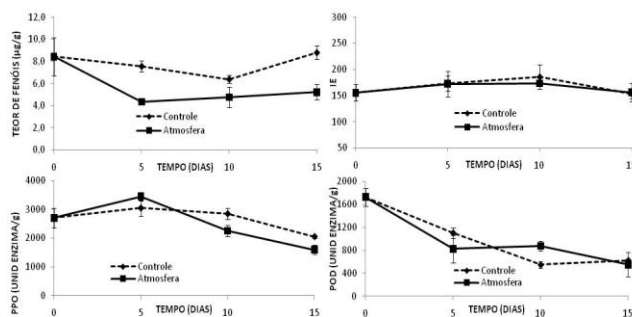 TEOR DE FENÓIS (µg/g)
12,0
10,0
8,0
6,0
4,0
2,0
0,0
Controle
Atmosfera
0 5 10 15
TEMPO (DIAS)
IE
300
250
200
150
100
50
Controle
Atmosfera
0 5 10 15
TEMPO (DIAS)
PPO (UNID ENZIMA/g)
4000
3000
2000
1000
0
Controle
Atmosfera
0 5 10 15
TEMPO (DIAS)
POD (UNID ENZIMA/g)
2000
1600
1200
800
400
0
Controle
Atmosfera
0 5 10 15
TEMPO (DIAS)